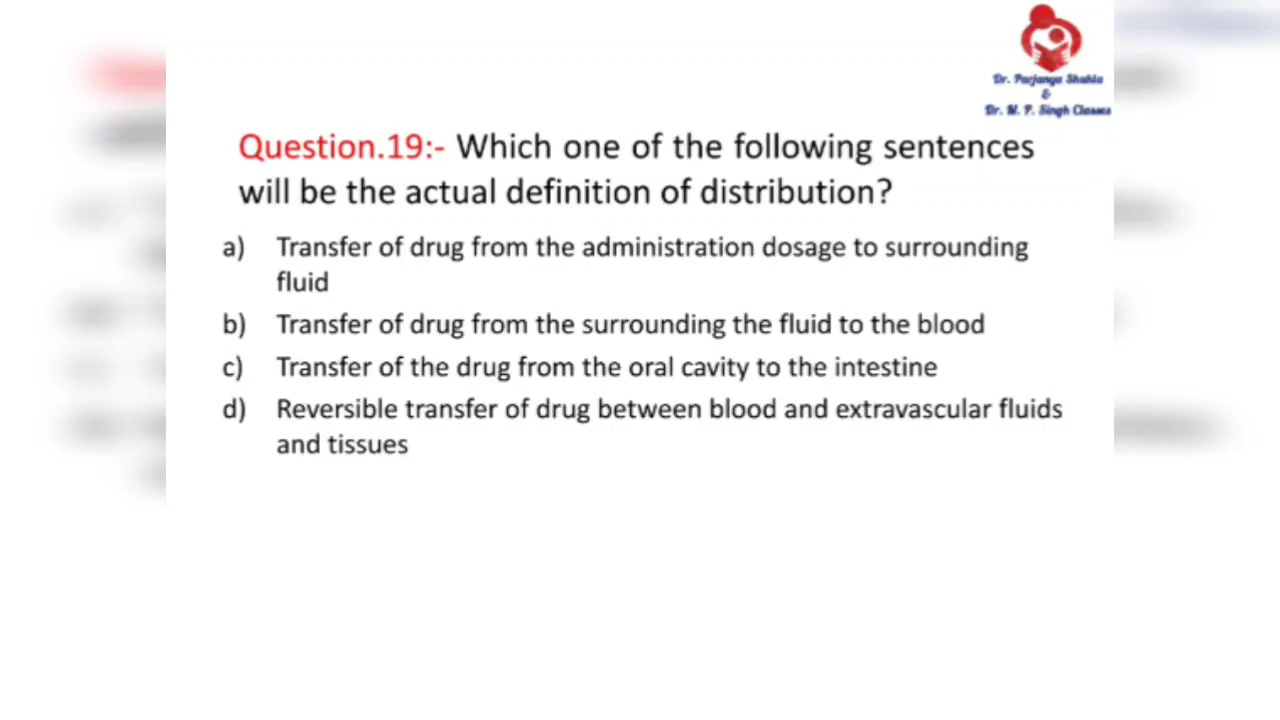 Dr. Parjanya Shukla
&
Dr. M. P. Singh Classes
Question.19:- Which one of the following sentences
will be the actual definition of distribution?
a) Transfer of drug from the administration dosage to surrounding
fluid
b) Transfer of drug from the surrounding the fluid to the blood
c) Transfer of the drug from the oral cavity to the intestine
d) Reversible transfer of drug between blood and extravascular fluids
and tissues